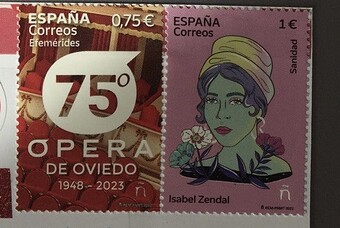 ESPAÑA 0,75 €
Correos
Efemérides
75º
ÓPERA
DE OVIEDO
1948 - 2023
ñ
ESPAÑA 1 €
Correos
Sanidad
Isabel Zendal
ñ